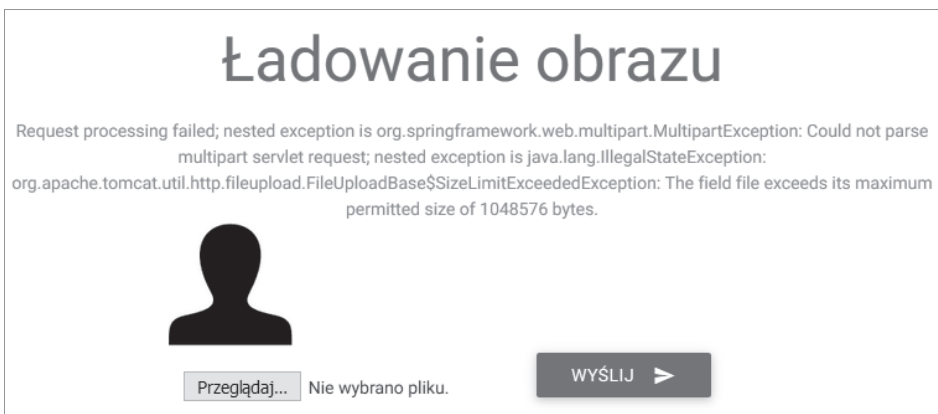 Ładowanie obrazu
Request processing failed; nested exception is org.springframework.web.multipart.MultipartException: Could not parse
multipart servlet request; nested exception is java.lang.IllegalStateException:
org.apache.tomcat.util.http.fileupload.FileUploadBase$SizeLimitExceededException: The field file exceeds its maximum
permitted size of 1048576 bytes.
Przeglądaj... Nie wybrano pliku.
WYŚLIJ